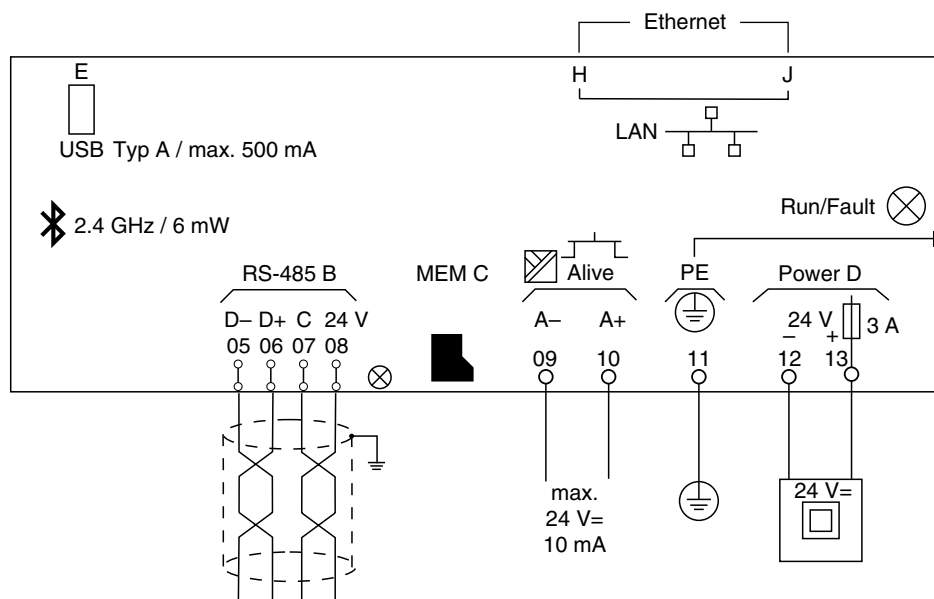 Ethernet
E
H J
USB Typ A / max. 500 mA
LAN
2.4 GHz / 6 mW
Run/Fault
RS-485 B MEM C Alive PE Power D
D– D+ C 24 V A– A+ 24 V 3 A
– +
05 06 07 08 09 10 11 12 13
max.
24 V=
10 mA
24 V=